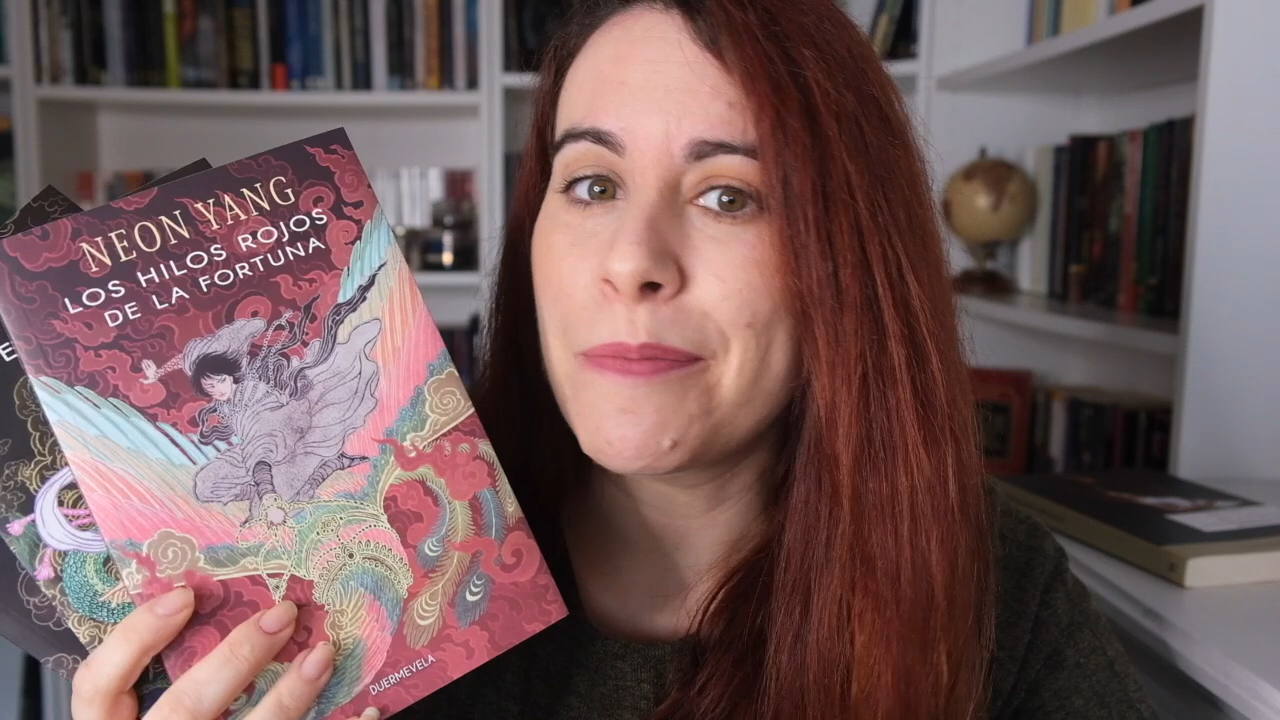 NEON YANG
LOS HILOS ROJOS
DE LA FORTUNA
DUERMEVELA
E